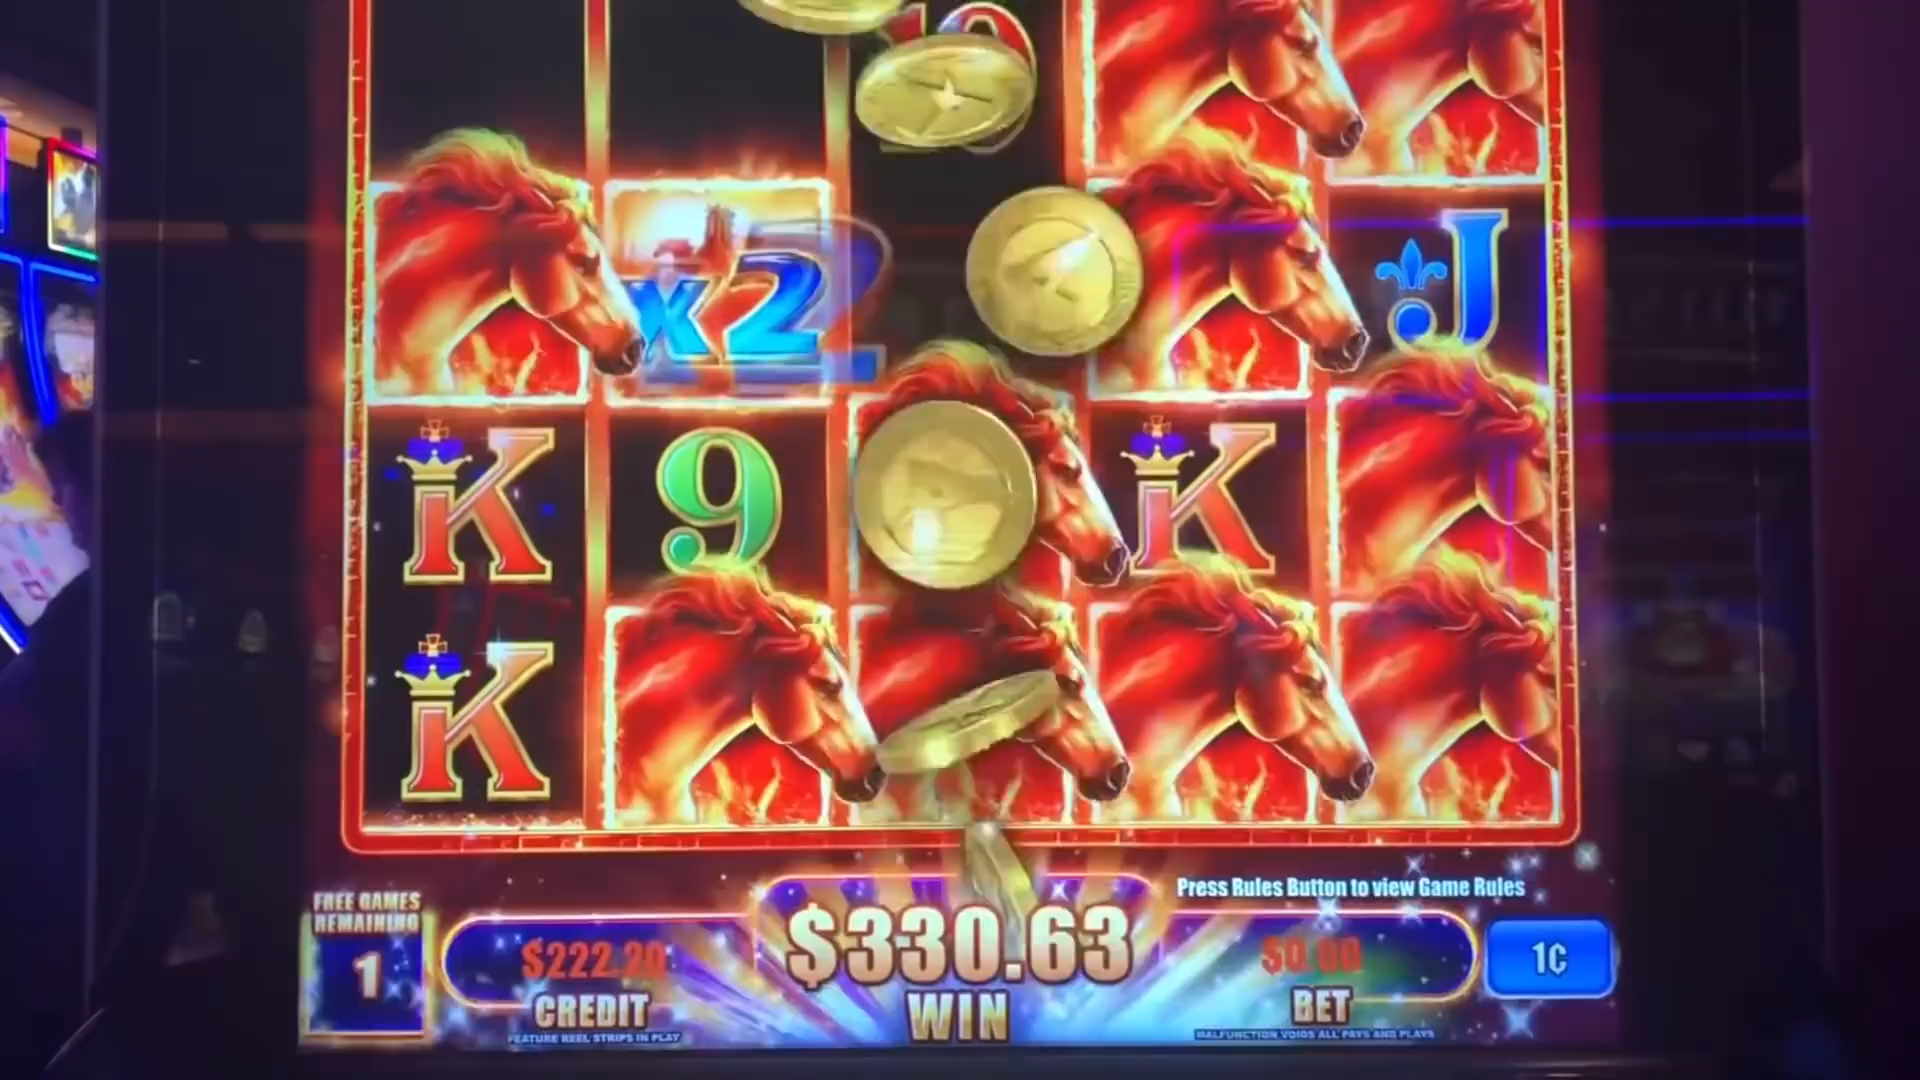 10
x2
J
K
9
K
K
Press Rules Button to view Game Rules
FREE GAMES
REMAINING
1
$222.20
CREDIT
FEATURE REEL STRIPS IN PLAY
$330.63
WIN
$0.00
BET
MALFUNCTION VOIDS ALL PAYS AND PLAYS
1¢